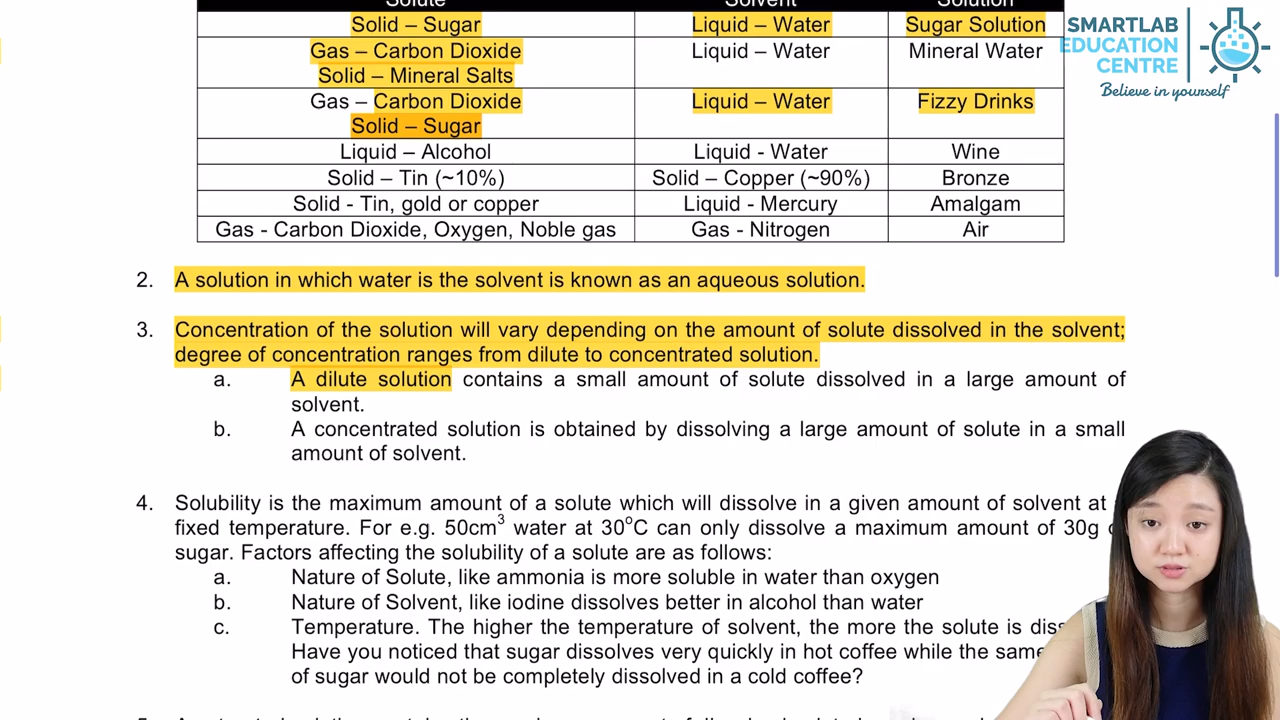 Solute Solvent Solution
Solid – Sugar Liquid – Water Sugar Solution
Gas – Carbon Dioxide Liquid – Water Mineral Water
Solid – Mineral Salts
Gas – Carbon Dioxide Liquid – Water Fizzy Drinks
Solid – Sugar
Liquid – Alcohol Liquid - Water Wine
Solid – Tin (~10%) Solid – Copper (~90%) Bronze
Solid - Tin, gold or copper Liquid - Mercury Amalgam
Gas - Carbon Dioxide, Oxygen, Noble gas Gas - Nitrogen Air
SMARTLAB
EDUCATION
CENTRE
Believe in yourself
2. A solution in which water is the solvent is known as an aqueous solution.
3. Concentration of the solution will vary depending on the amount of solute dissolved in the solvent;
degree of concentration ranges from dilute to concentrated solution.
a. A dilute solution contains a small amount of solute dissolved in a large amount of
solvent.
b. A concentrated solution is obtained by dissolving a large amount of solute in a small
amount of solvent.
4. Solubility is the maximum amount of a solute which will dissolve in a given amount of solvent at
fixed temperature. For e.g. 50cm³ water at 30°C can only dissolve a maximum amount of 30g
sugar. Factors affecting the solubility of a solute are as follows:
a. Nature of Solute, like ammonia is more soluble in water than oxygen
b. Nature of Solvent, like iodine dissolves better in alcohol than water
c. Temperature. The higher the temperature of solvent, the more the solute is
Have you noticed that sugar dissolves very quickly in hot coffee while the same
of sugar would not be completely dissolved in a cold coffee?